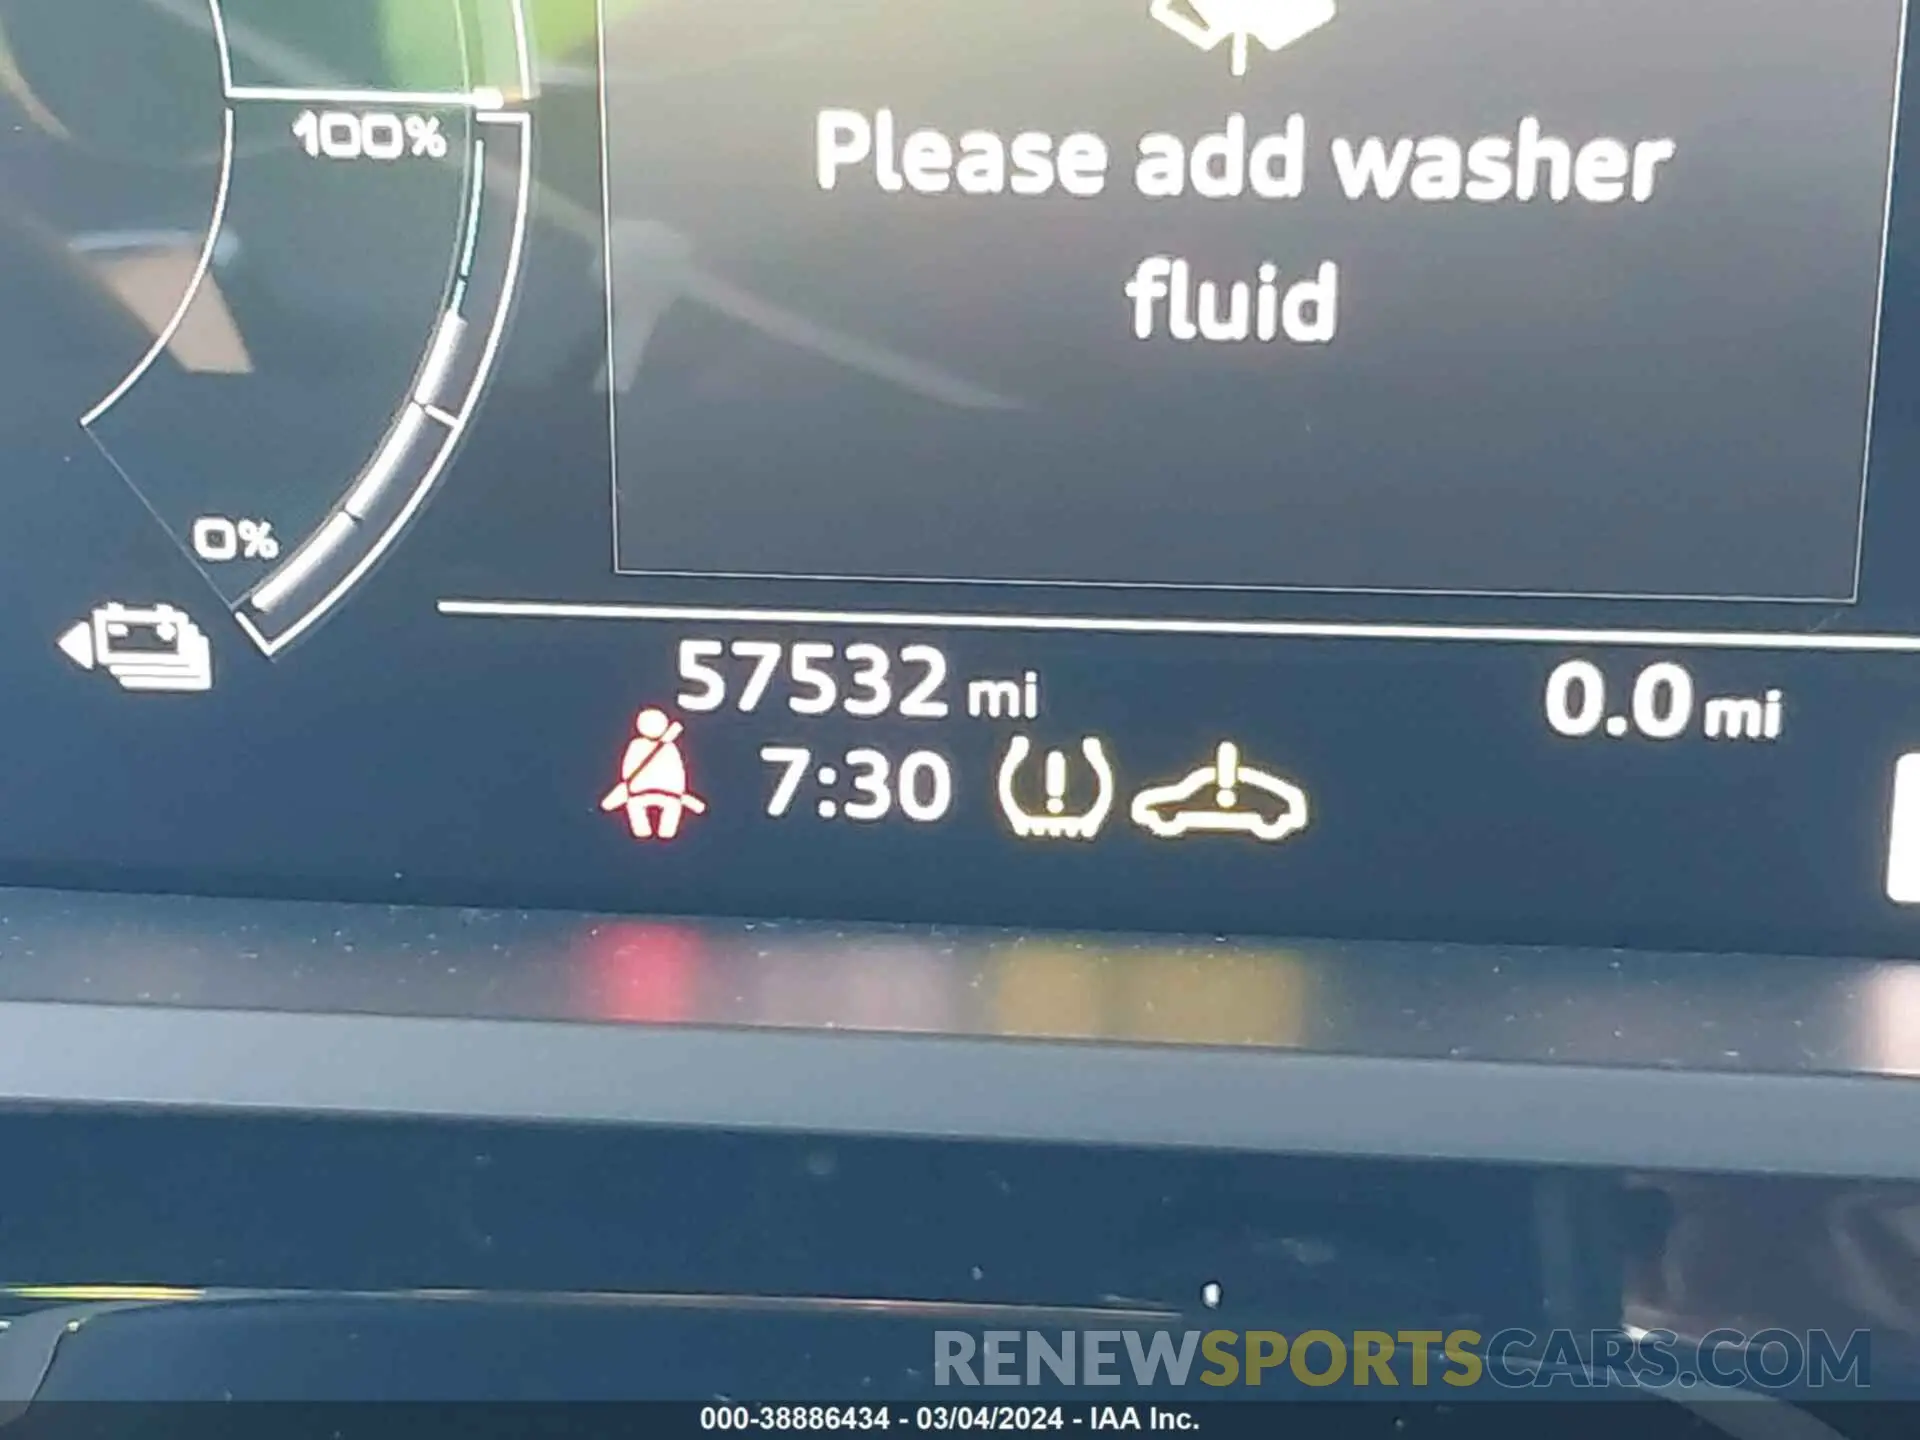 100%
Please add washer
fluid
0%
57532 mi
0.0 mi
7:30
RENEWSPORTSCARS.COM
000-38886434 - 03/04/2024 - IAA Inc.